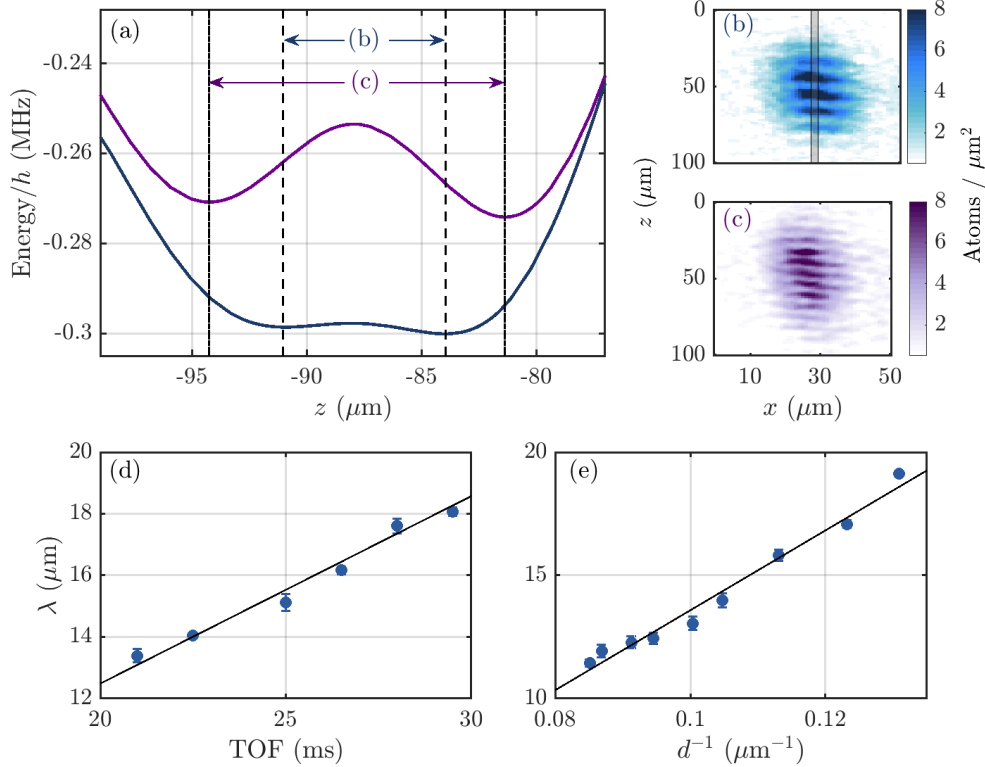 (a)
(b)
(c)
Energy/h (MHz)
-0.24
-0.26
-0.28
-0.3
-95
-90
-85
-80
z (μm)
(b)
0
50
100
8
6
4
2
(c)
0
50
100
10
30
50
8
6
4
2
z (μm)
x (μm)
Atoms / μm²
(d)
20
18
16
14
12
20
25
30
λ (μm)
TOF (ms)
(e)
20
15
10
0.08
0.1
0.12
d⁻¹ (μm⁻¹)